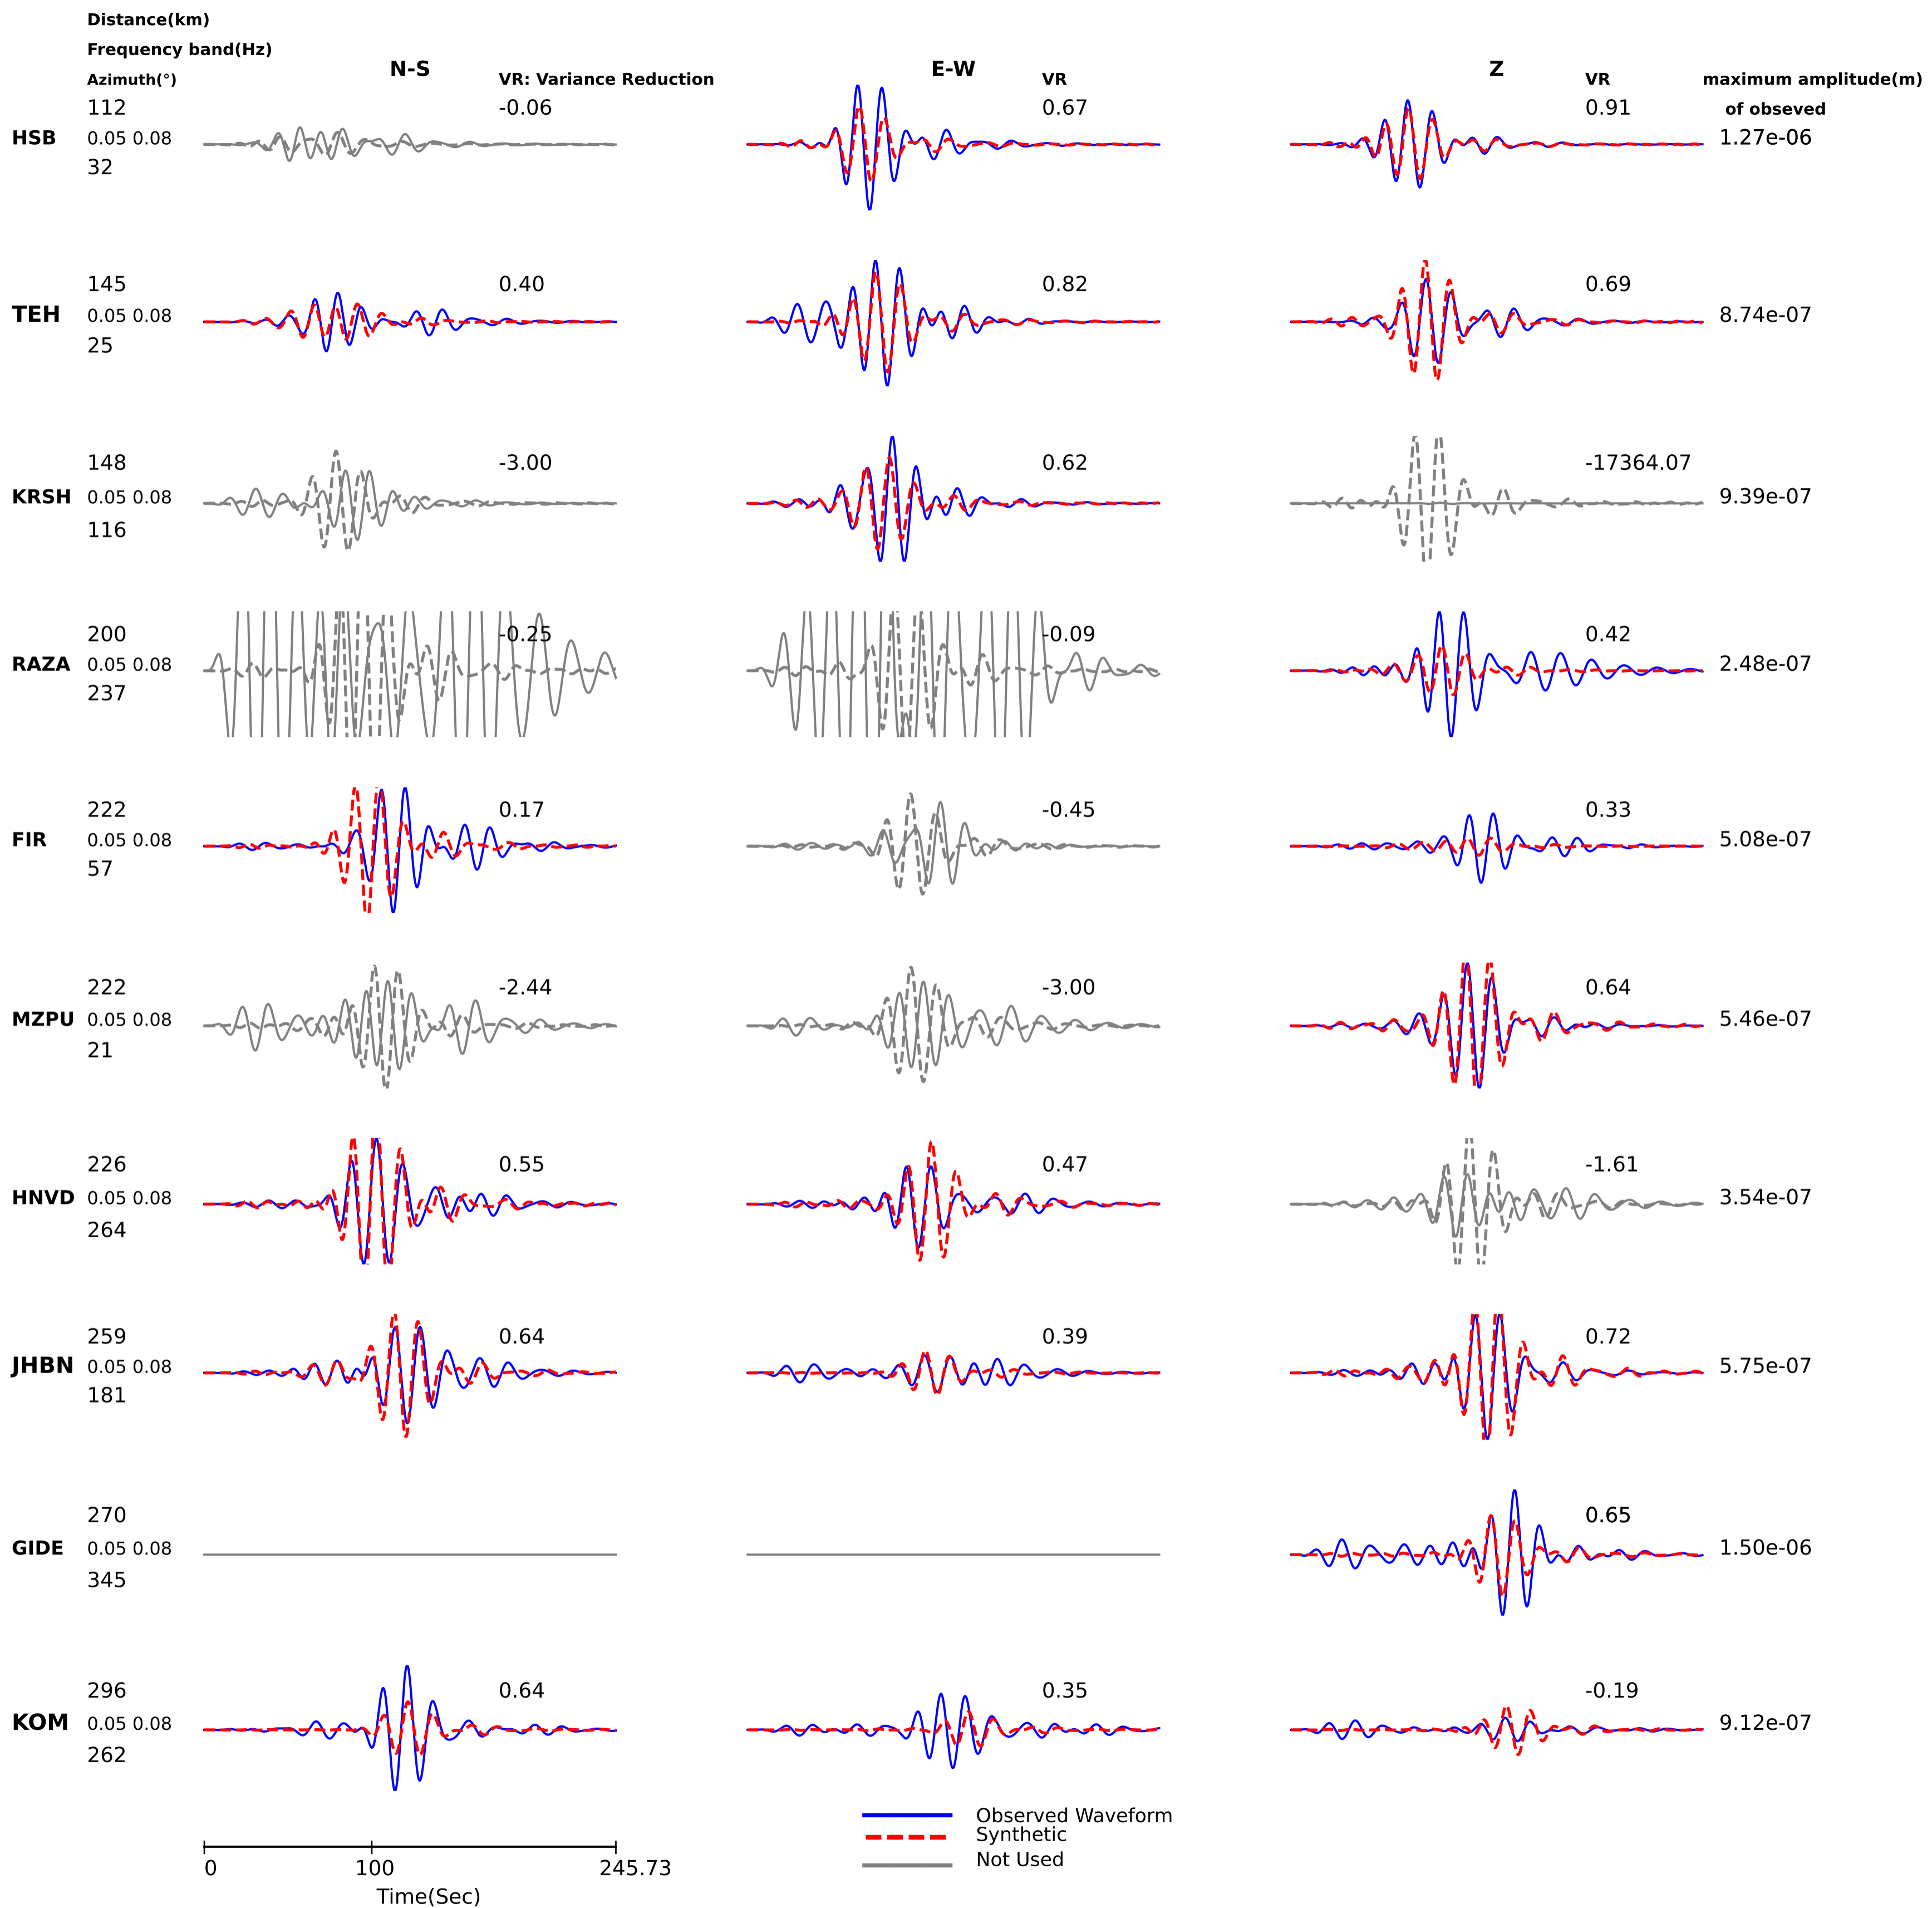 Distance(km)
Frequency band(Hz)
Azimuth(°)
N-S
VR: Variance Reduction
E-W
VR
Z
VR
maximum amplitude(m)
of obseved
HSB
112
0.05 0.08
32
-0.06
0.67
0.91
1.27e-06
TEH
145
0.05 0.08
25
0.40
0.82
0.69
8.74e-07
KRSH
148
0.05 0.08
116
-3.00
0.62
-17364.07
9.39e-07
RAZA
200
0.05 0.08
237
-0.25
-0.09
0.42
2.48e-07
FIR
222
0.05 0.08
57
0.17
-0.45
0.33
5.08e-07
MZPU
222
0.05 0.08
21
-2.44
-3.00
0.64
5.46e-07
HNVD
226
0.05 0.08
264
0.55
0.47
-1.61
3.54e-07
JHBN
259
0.05 0.08
181
0.64
0.39
0.72
5.75e-07
GIDE
270
0.05 0.08
345
0.65
1.50e-06
KOM
296
0.05 0.08
262
0.64
0.35
-0.19
9.12e-07
Observed Waveform
Synthetic
Not Used
0
100
245.73
Time(Sec)